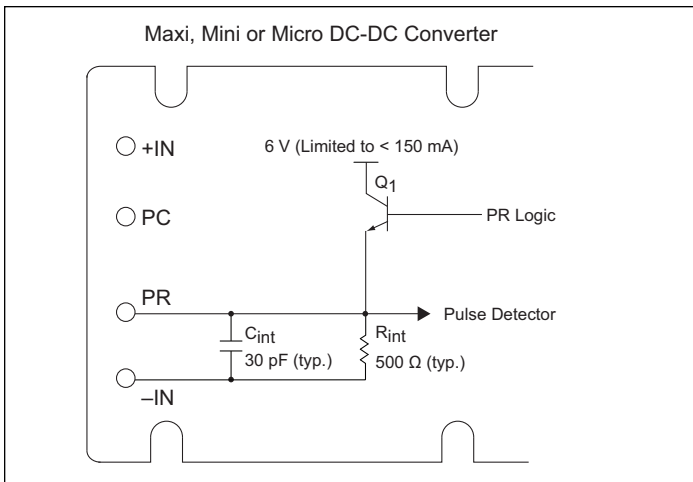 Maxi, Mini or Micro DC-DC Converter
+IN
6 V (Limited to < 150 mA)
Q1
PC
PR Logic
PR
Pulse Detector
Cint
30 pF (typ.)
Rint
500 Ω (typ.)
–IN